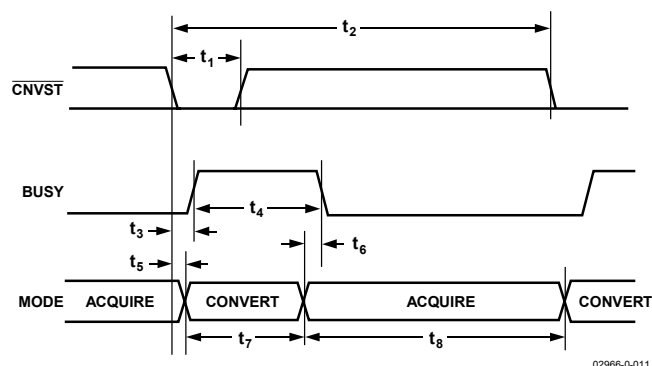 t2
t1
CNVST
BUSY
t4
t3
t6
t5
MODE ACQUIRE CONVERT ACQUIRE CONVERT
t7 t8
02966-0-011